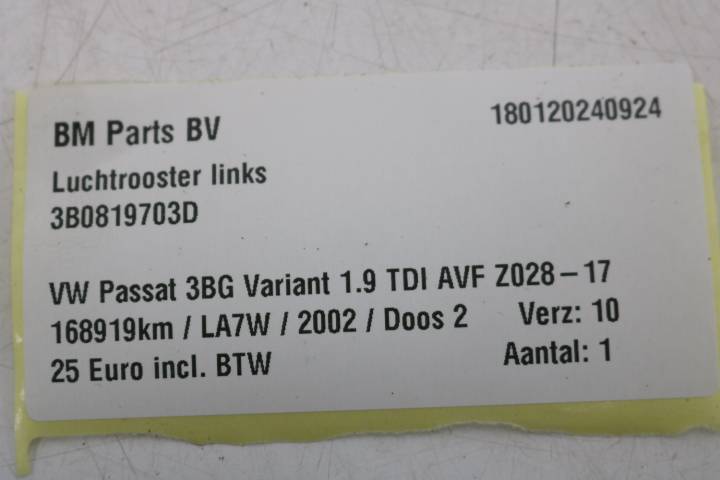 BM Parts BV 180120240924
Luchtrooster links
3B0819703D
VW Passat 3BG Variant 1.9 TDI AVF Z028-17
168919km / LA7W / 2002 / Doos 2 Verz: 10
25 Euro incl. BTW Aantal: 1